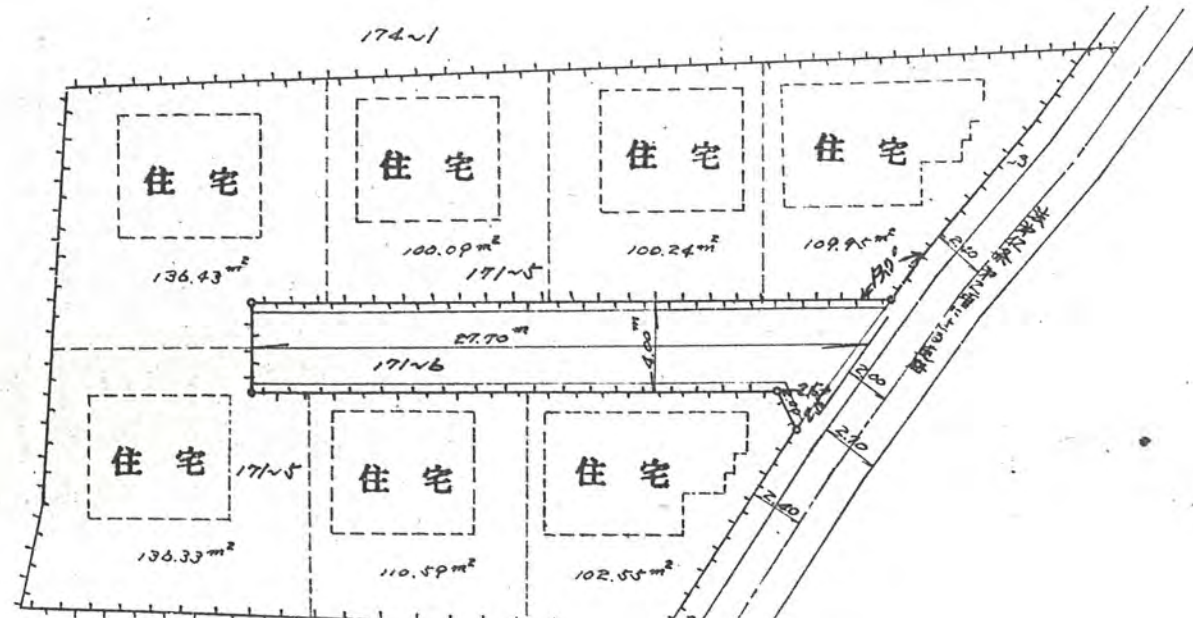 174~1
住宅
住宅
住宅
住宅
136.43m²
100.09m²
100.24m²
109.95m²
171~5
27.70m
4.00m
171~6
2.00
2.00
2.70
2.40
住宅
171~5
住宅
住宅
136.33m²
110.59m²
102.55m²